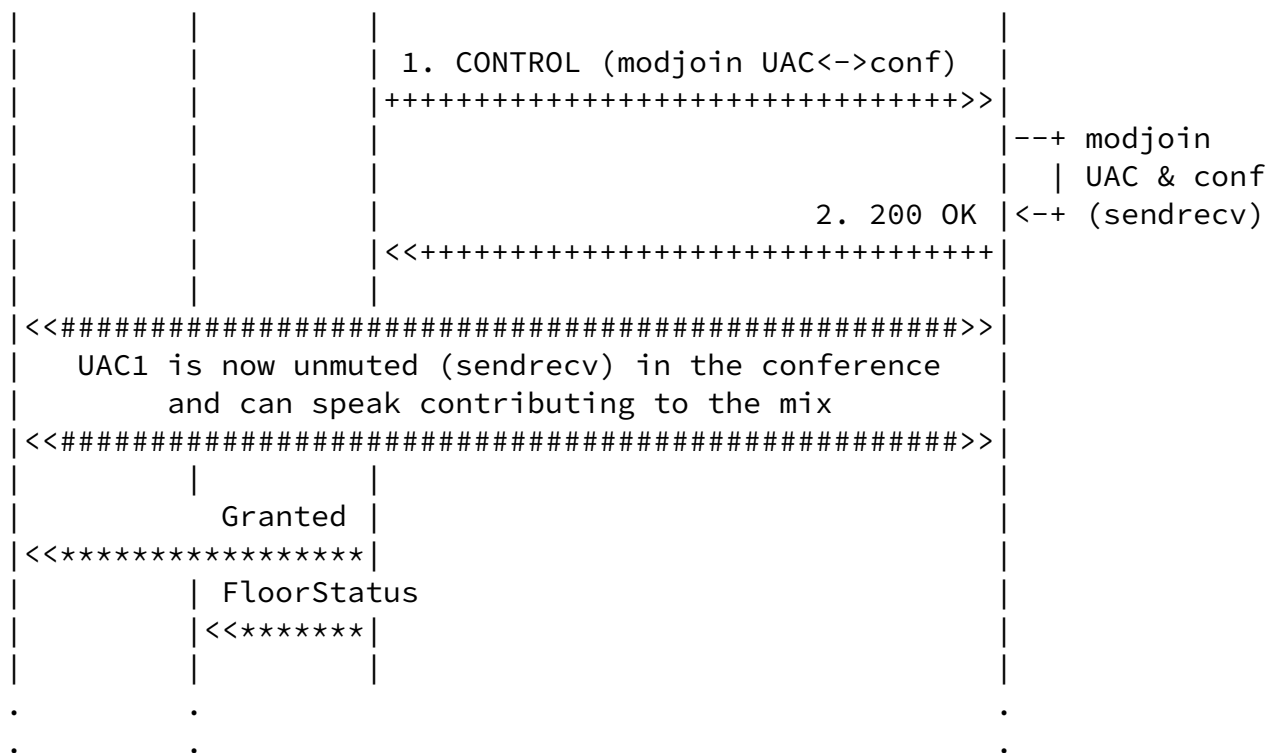 | | | |
| | | 1. CONTROL (modjoin UAC<->conf) |
| | |++++++++++++++++++++++++++++++++>>|
| | | |--+ modjoin
| | | | | UAC & conf
| | | 2. 200 OK |<-+ (sendrecv)
| | |<<++++++++++++++++++++++++++++++++|
| | | |
|<<##################################################>>|
| UAC1 is now unmuted (sendrecv) in the conference |
| and can speak contributing to the mix |
|<<##################################################>>|
| | | |
| Granted | |
|<<*****************| |
| | FloorStatus |
| |<<*******| |
| | | |
. . .
. . .